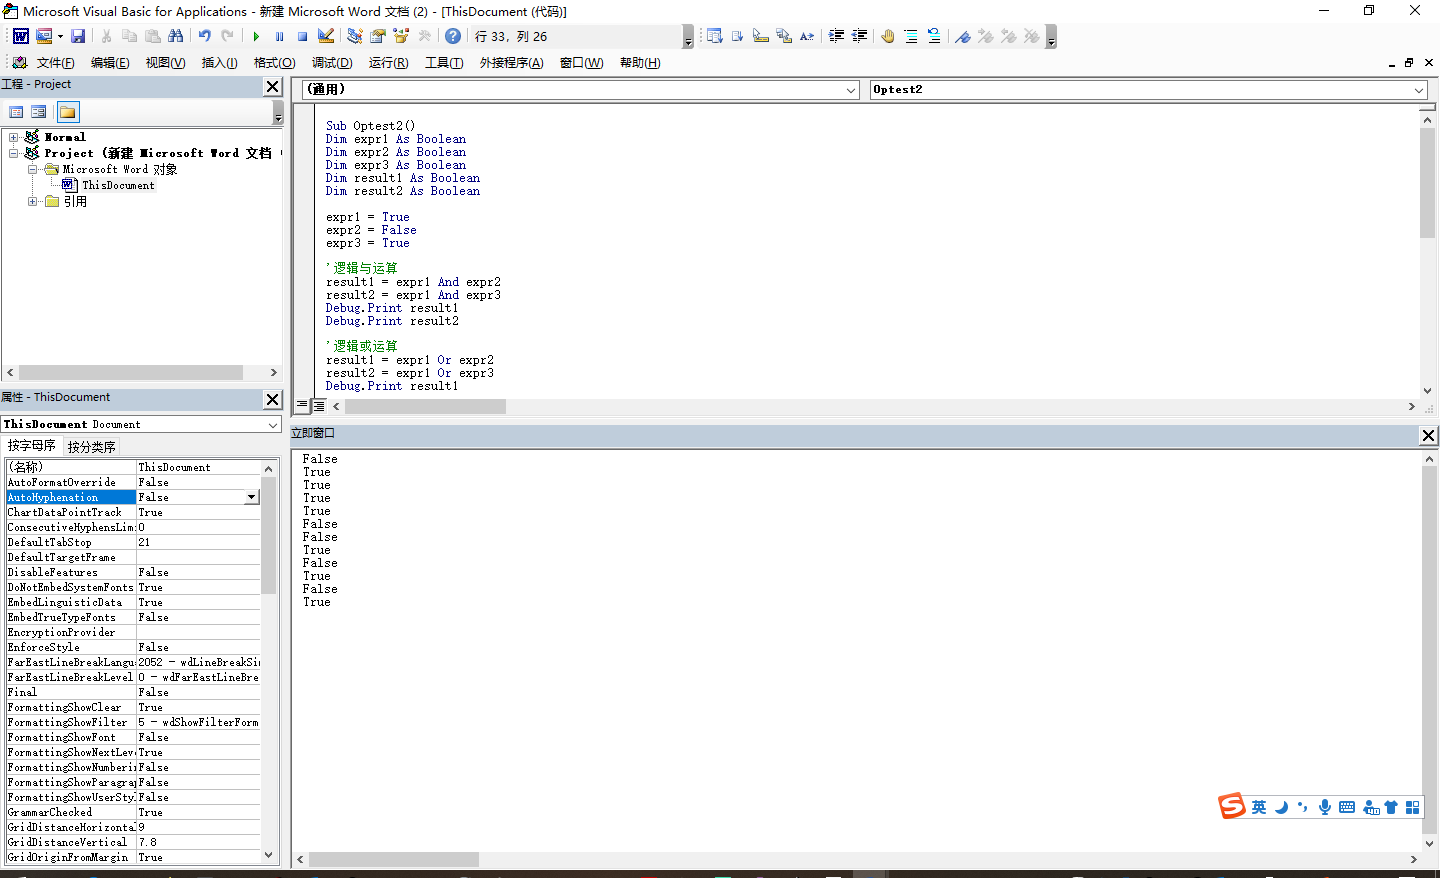 Microsoft Visual Basic for Applications - 新建 Microsoft Word 文档 (2) - [ThisDocument (代码)]
行 33，列 26
文件(F) 编辑(E) 视图(V) 插入(I) 格式(O) 调试(D) 运行(R) 工具(T) 外接程序(A) 窗口(W) 帮助(H)
工程 - Project
Normal
Project (新建 Microsoft Word 文档
Microsoft Word 对象
ThisDocument
引用
(通用)
Optest2
Sub Optest2()
Dim expr1 As Boolean
Dim expr2 As Boolean
Dim expr3 As Boolean
Dim result1 As Boolean
Dim result2 As Boolean
expr1 = True
expr2 = False
expr3 = True
'逻辑与运算
result1 = expr1 And expr2
result2 = expr1 And expr3
Debug.Print result1
Debug.Print result2
'逻辑或运算
result1 = expr1 Or expr2
result2 = expr1 Or expr3
Debug.Print result1
属性 - ThisDocument
ThisDocument Document
按字母序 按分类序
(名称) ThisDocument
AutoFormatOverride False
AutoHyphenation False
ChartDataPointTrack True
ConsecutiveHyphensLim 0
DefaultTabStop 21
DefaultTargetFrame
DisableFeatures False
DoNotEmbedSystemFonts True
EmbedLinguisticData True
EmbedTrueTypeFonts False
EncryptionProvider
EnforceStyle False
FarEastLineBreakLangu 2052 - wdLineBreakSi
FarEastLineBreakLevel 0 - wdFarEastLineBre
Final False
FormattingShowClear True
FormattingShowFilter 5 - wdShowFilterForm
FormattingShowFont False
FormattingShowNextLev True
FormattingShowNumberi False
FormattingShowParagra False
FormattingShowUserSty False
GrammarChecked True
GridDistanceHorizonta 9
GridDistanceVertical 7.8
GridOriginFromMargin True
立即窗口
False
True
True
True
True
False
False
True
False
True
False
True
英